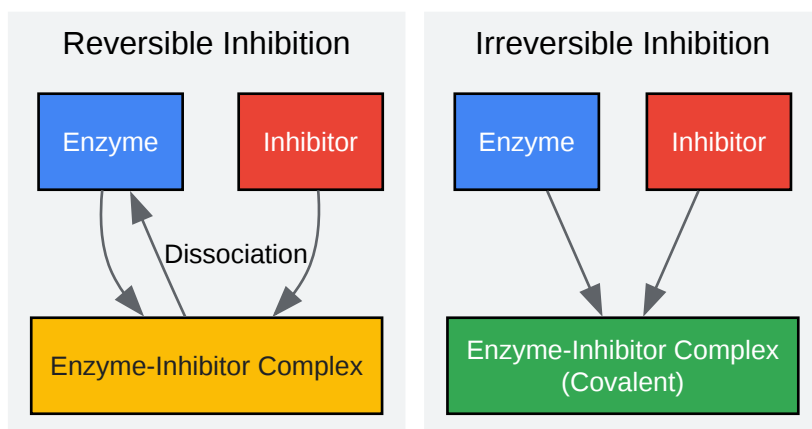 Reversible Inhibition
Enzyme
Inhibitor
Dissociation
Enzyme-Inhibitor Complex
Irreversible Inhibition
Enzyme
Inhibitor
Enzyme-Inhibitor Complex
(Covalent)